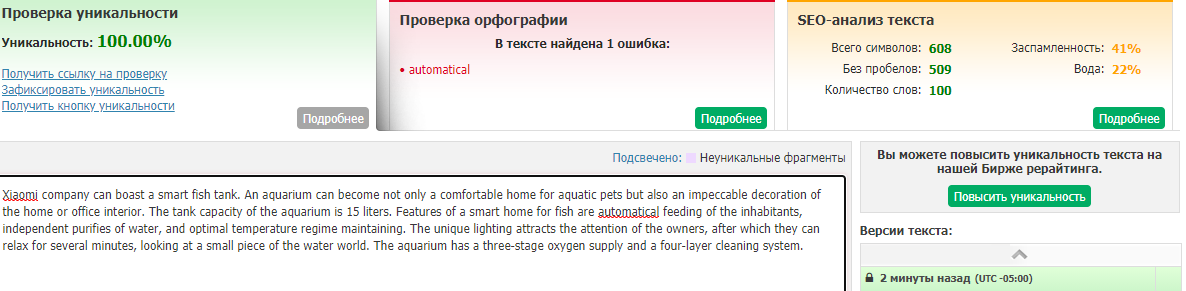 Проверка уникальности
Уникальность: 100.00%
Получить ссылку на проверку
Зафиксировать уникальность
Получить кнопку уникальности
Подробнее
Проверка орфографии
В тексте найдена 1 ошибка:
• automatical
Подробнее
SEO-анализ текста
Всего символов: 608
Без пробелов: 509
Количество слов: 100
Заспамленность: 41%
Вода: 22%
Подробнее
Подсвечено: Неуникальные фрагменты
Xiaomi company can boast a smart fish tank. An aquarium can become not only a comfortable home for aquatic pets but also an impeccable decoration of
the home or office interior. The tank capacity of the aquarium is 15 liters. Features of a smart home for fish are automatical feeding of the inhabitants,
independent purifies of water, and optimal temperature regime maintaining. The unique lighting attracts the attention of the owners, after which they can
relax for several minutes, looking at a small piece of the water world. The aquarium has a three-stage oxygen supply and a four-layer cleaning system.
Вы можете повысить уникальность текста на
нашей Бирже рерайтинга.
Повысить уникальность
Версии текста:
2 минуты назад (UTC -05:00)